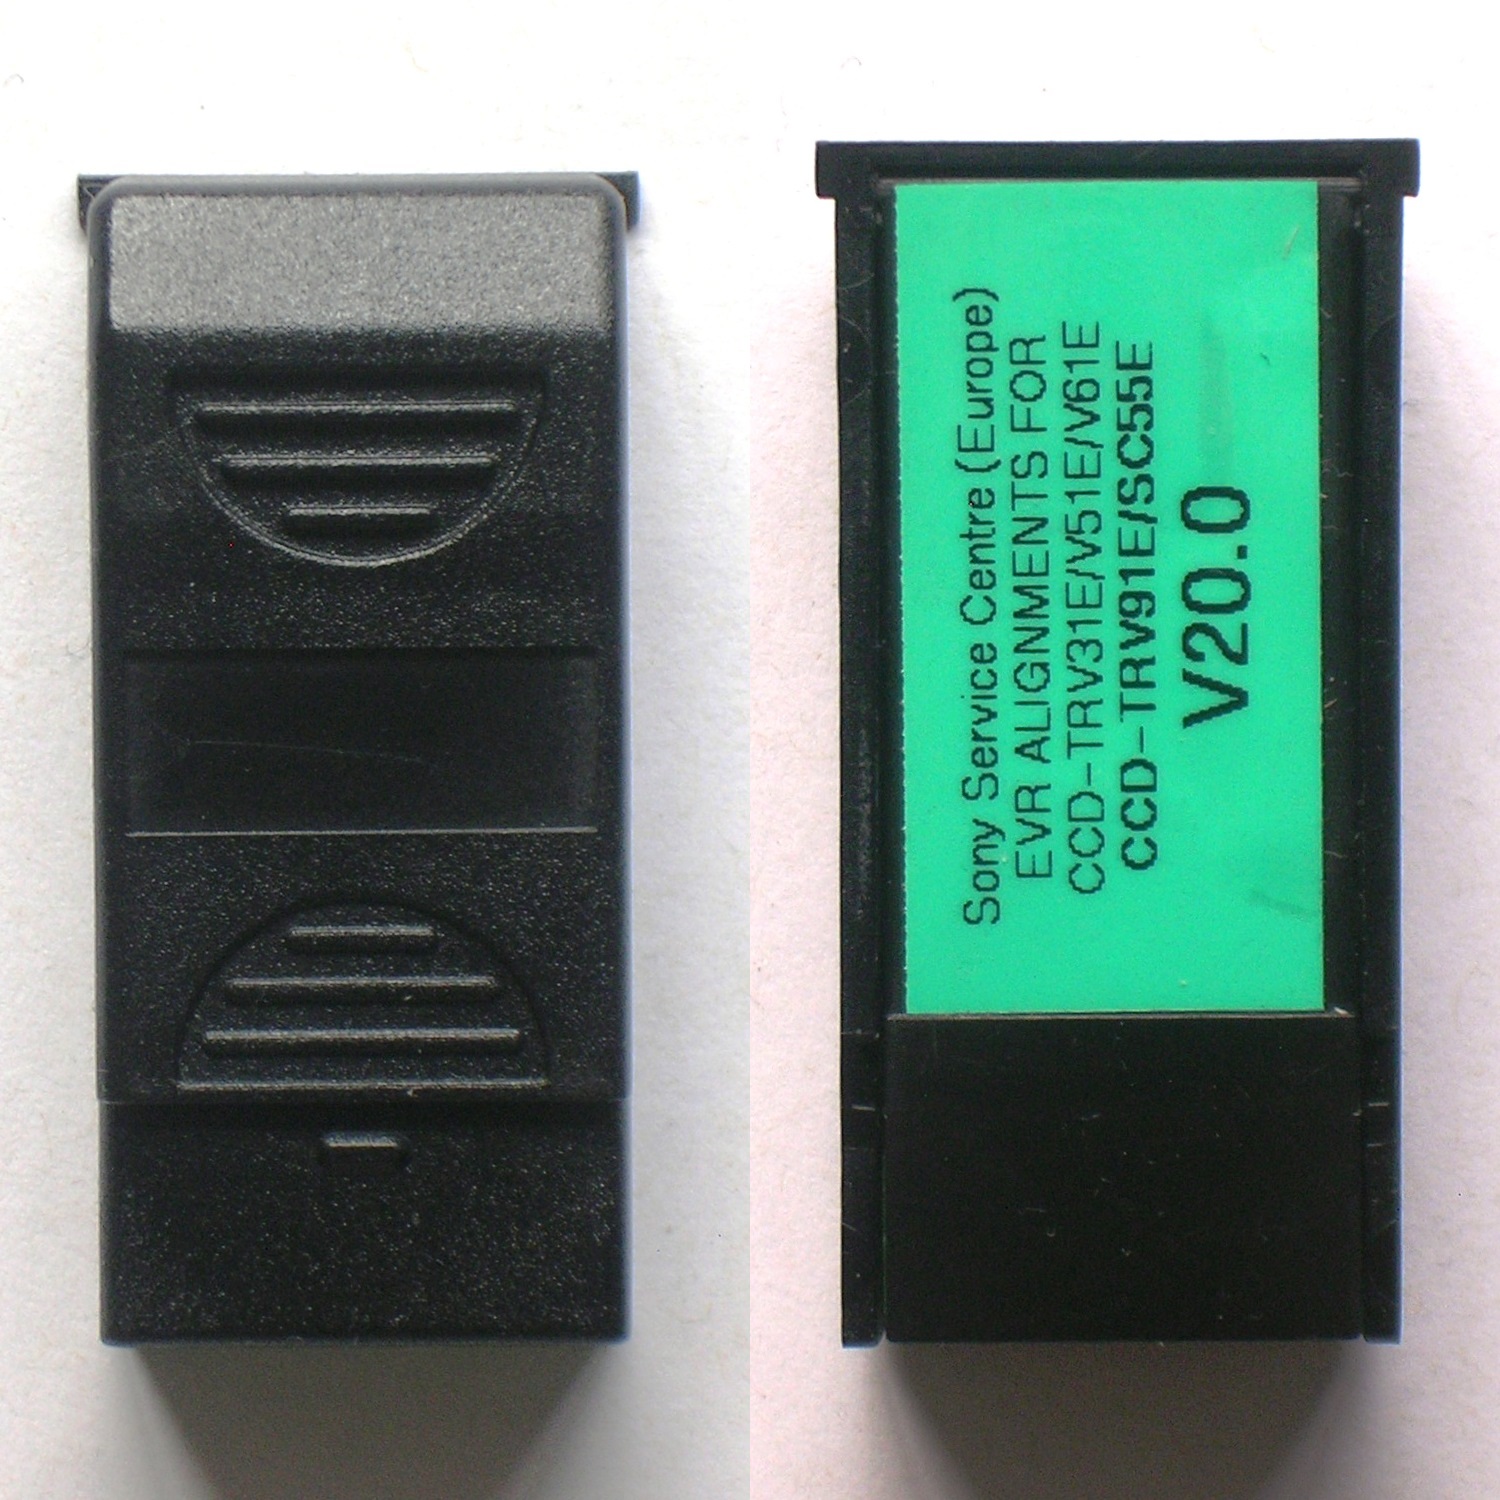 Sony Service Centre (Europe)
EVR ALIGNMENTS FOR
CCD-TRV31E/V51E/V61E
CCD-TRV91E/SC55E
V20.0